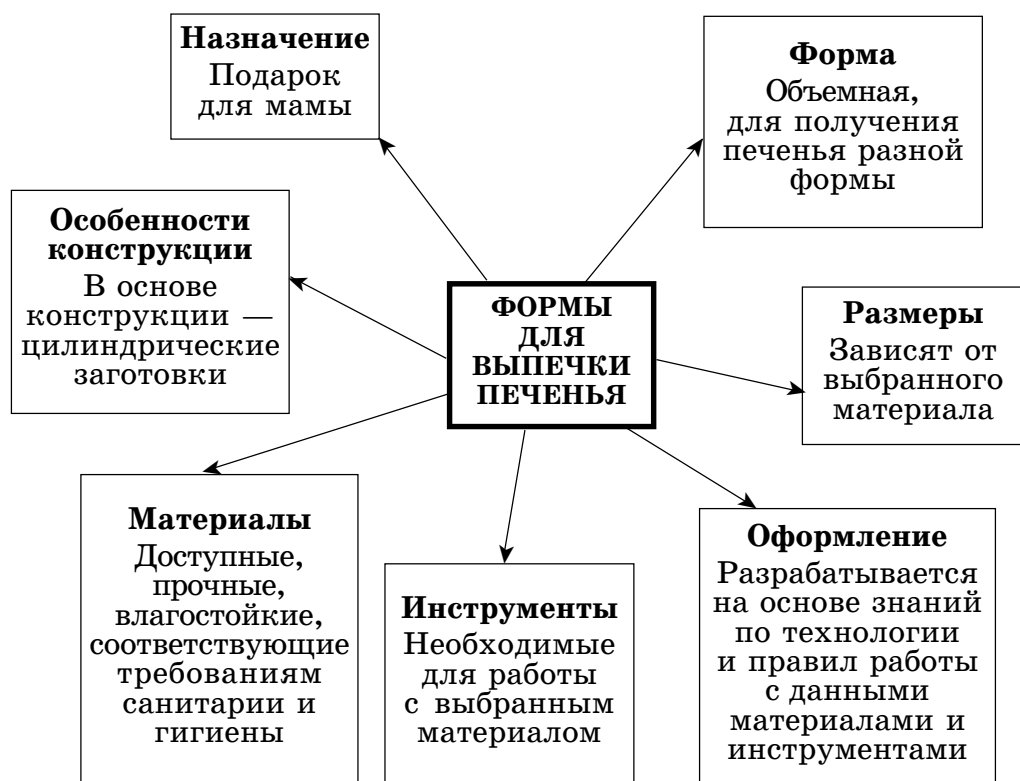 Назначение
Подарок
для мамы
Форма
Объемная,
для получения
печенья разной
формы
Особенности
конструкции
В основе
конструкции —
цилиндрические
заготовки
ФОРМЫ
ДЛЯ
ВЫПЕЧКИ
ПЕЧЕНЬЯ
Размеры
Зависят от
выбранного
материала
Материалы
Доступные,
прочные,
влагостойкие,
соответствующие
требованиям
санитарии и
гигиены
Инструменты
Необходимые
для работы
с выбранным
материалом
Оформление
Разрабатывается
на основе знаний
по технологии
и правил работы
с данными
материалами и
инструментами